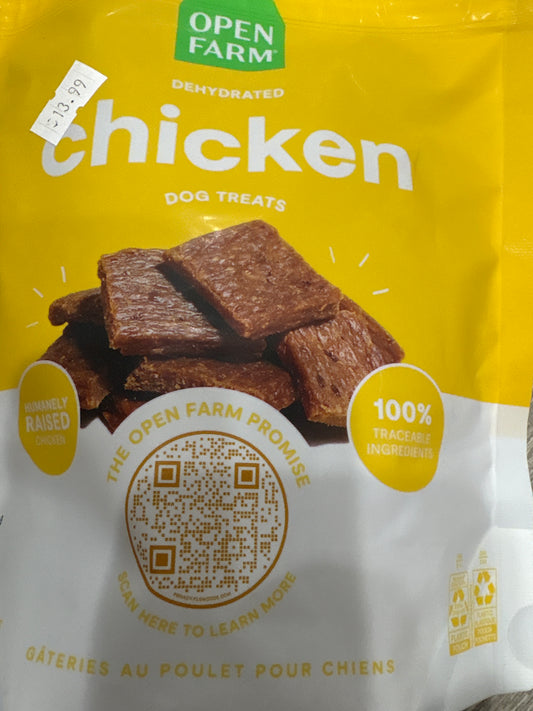 OPEN
FARM
DEHYDRATED
$13.99
chicken
DOG TREATS
HUMANELY
RAISED
CHICKEN
100%
TRACEABLE
INGREDIENTS
THE OPEN FARM PROMISE
SCAN HERE TO LEARN MORE
GÂTERIES AU POULET POUR CHIENS